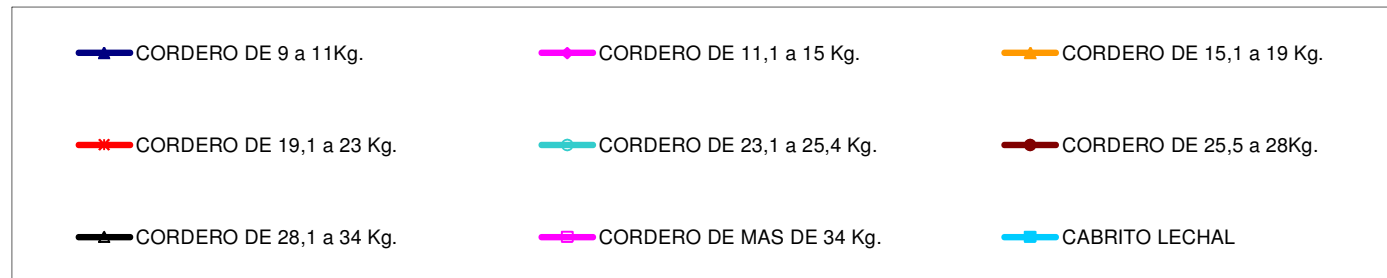 CORDERO DE 9 a 11Kg.
CORDERO DE 11,1 a 15 Kg.
CORDERO DE 15,1 a 19 Kg.
CORDERO DE 19,1 a 23 Kg.
CORDERO DE 23,1 a 25,4 Kg.
CORDERO DE 25,5 a 28Kg.
CORDERO DE 28,1 a 34 Kg.
CORDERO DE MAS DE 34 Kg.
CABRITO LECHAL